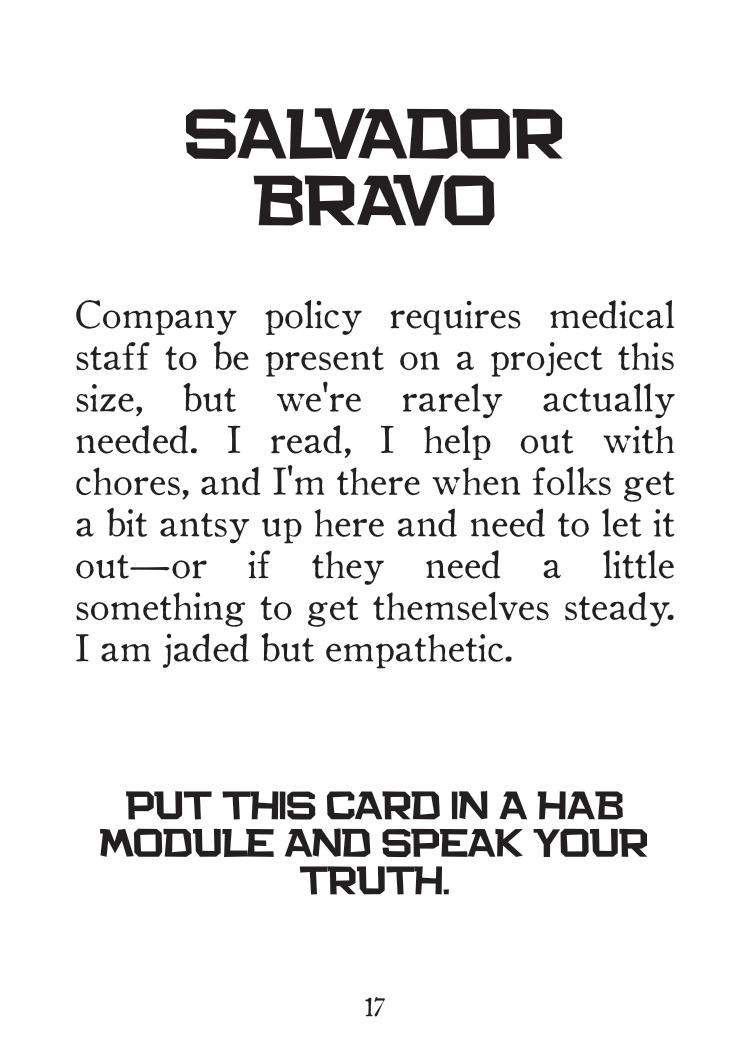 SALVADOR
BRAVO
Company policy requires medical
staff to be present on a project this
size, but we're rarely actually
needed. I read, I help out with
chores, and I'm there when folks get
a bit antsy up here and need to let it
out—or if they need a little
something to get themselves steady.
I am jaded but empathetic.
PUT THIS CARD IN A HAB
MODULE AND SPEAK YOUR
TRUTH.
17